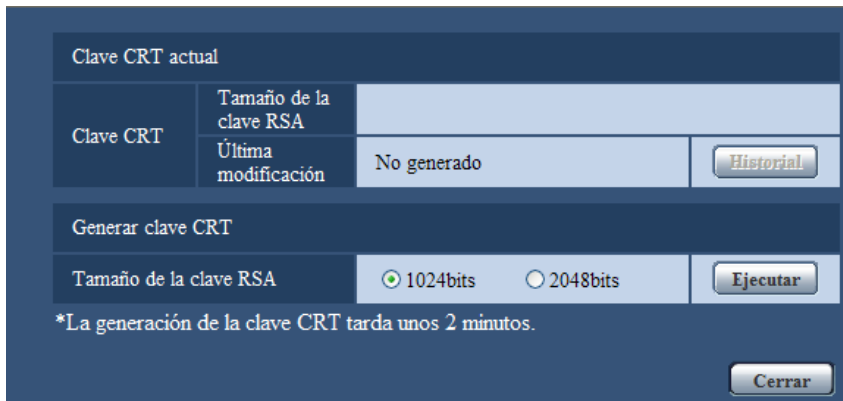 Clave CRT actual
Clave CRT
Tamaño de la
clave RSA
Última
modificación
No generado
Historial
Generar clave CRT
Tamaño de la clave RSA
1024bits
2048bits
Ejecutar
*La generación de la clave CRT tarda unos 2 minutos.
Cerrar